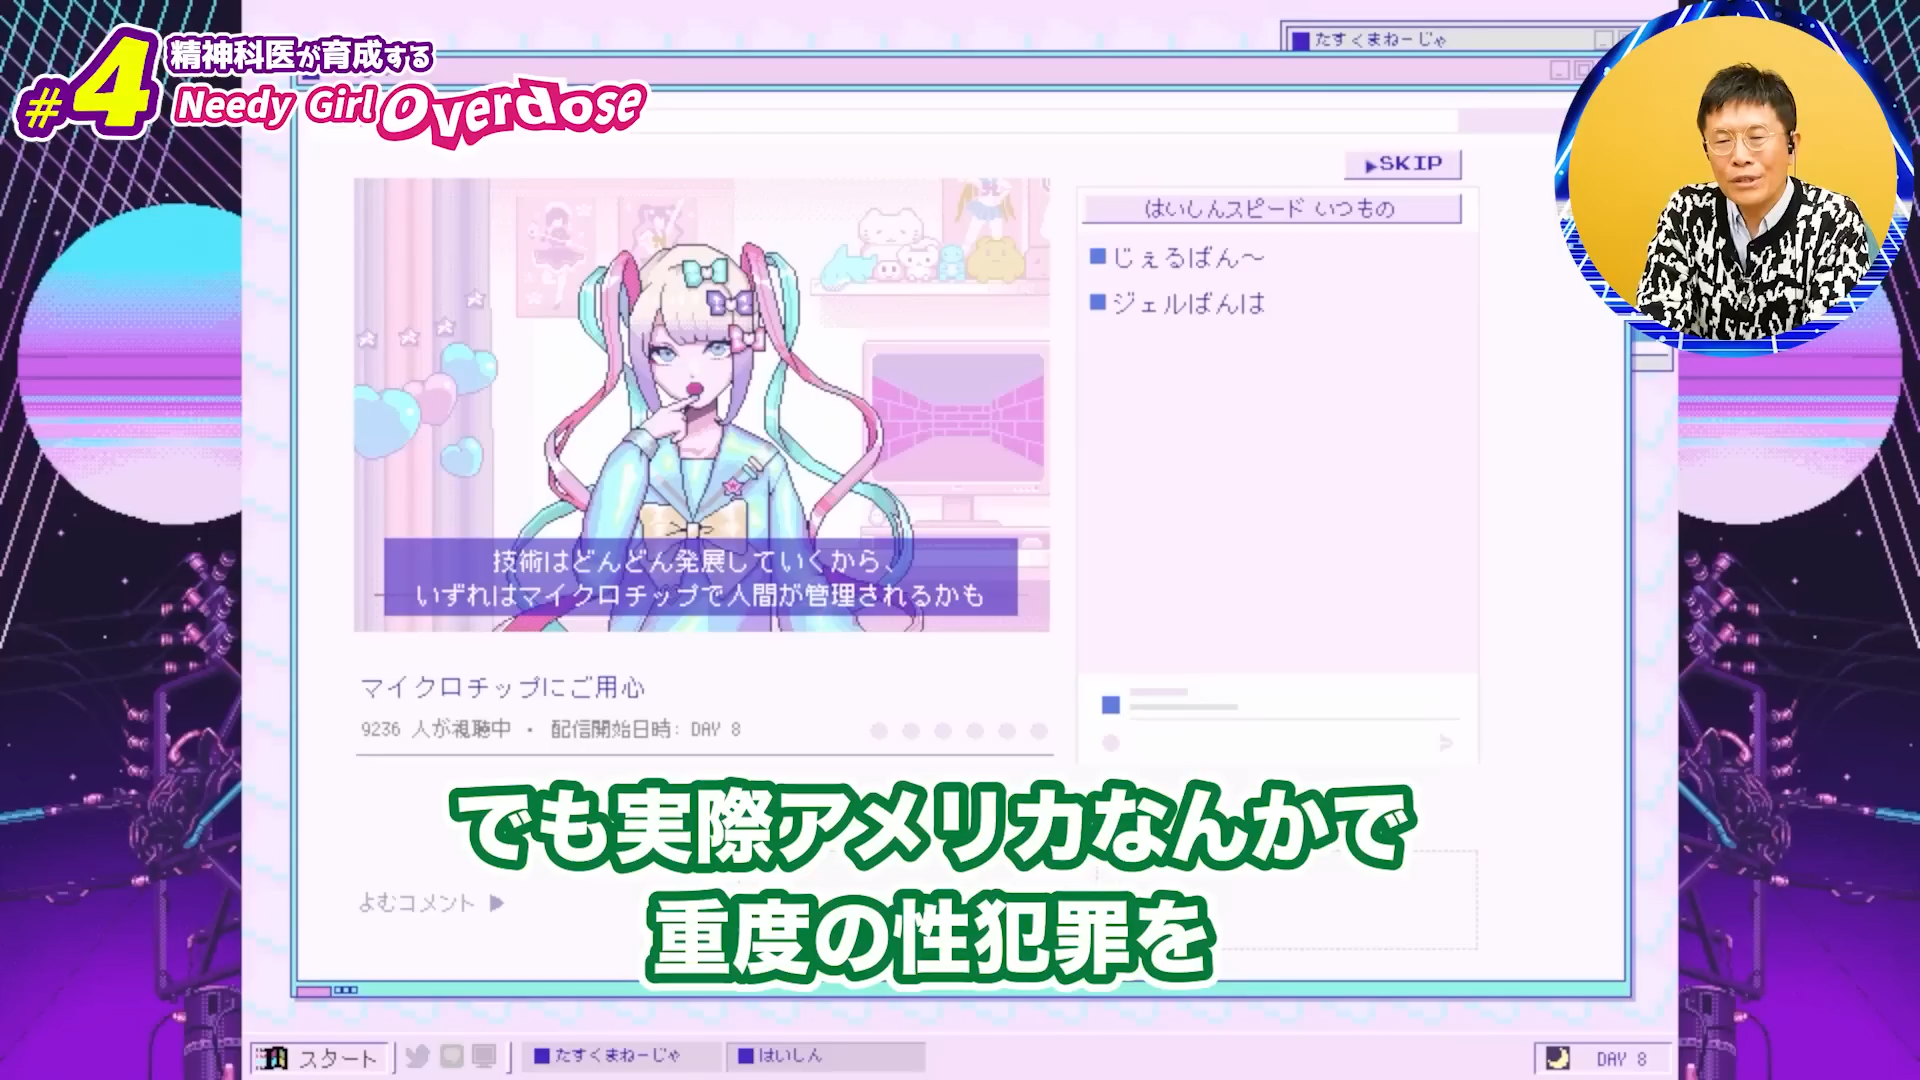 #4
精神科医が育成する
Needy Girl Overdose
たすくまねーじゃ
▶SKIP
はいしんスピード いつもの
じぇるばん〜
ジェルばんは
技術はどんどん発展していくから、
いずれはマイクロチップで人間が管理されるかも
マイクロチップにご用心
9236 人が視聴中 ・ 配信開始日時: DAY 8
でも実際アメリカなんかで
重度の性犯罪を
よむコメント ▶
スタート
たすくまねーじゃ
はいしん
DAY 8